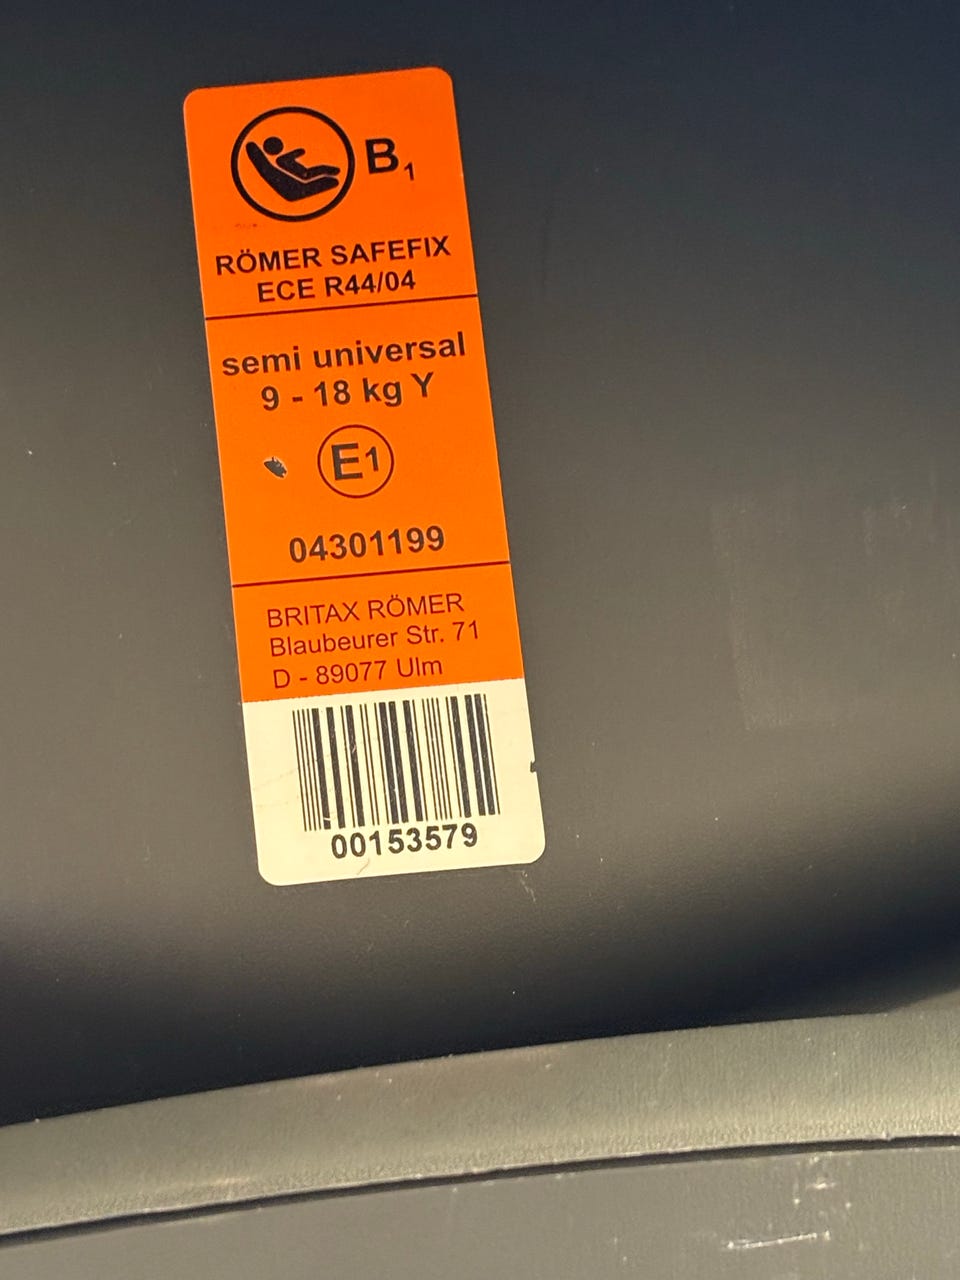 B1
RÖMER SAFEFIX
ECE R44/04
semi universal
9 - 18 kg Y
E1
04301199
BRITAX RÖMER
Blaubeurer Str. 71
D - 89077 Ulm
00153579